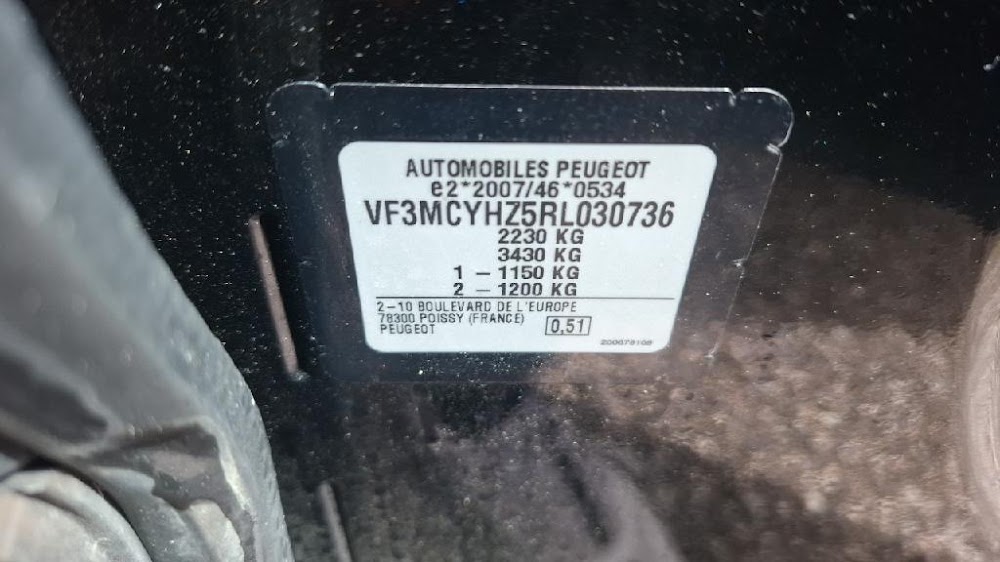 AUTOMOBILES PEUGEOT
e2*2007/46*0534
VF3MCYHZ5RL030736
2230 KG
3430 KG
1 – 1150 KG
2 – 1200 KG
2–10 BOULEVARD DE L'EUROPE
78300 POISSY (FRANCE)
PEUGEOT
0,51